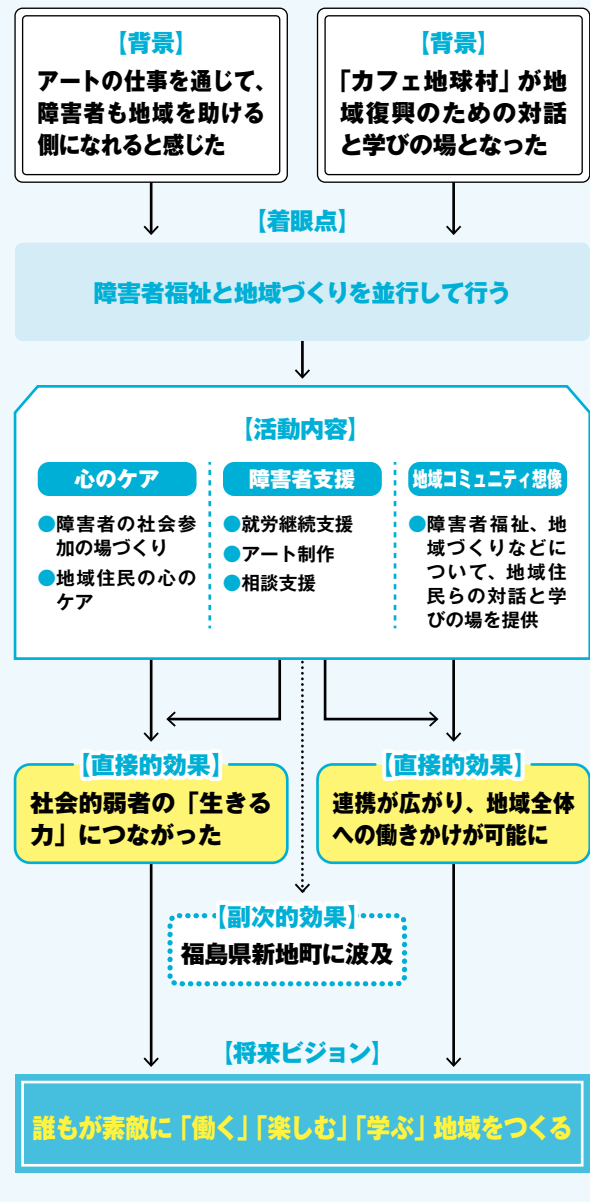 【背景】
アートの仕事を通じて、
障害者も地域を助ける
側になれると感じた
【背景】
「カフェ地球村」が地
域復興のための対話
と学びの場となった
【着眼点】
障害者福祉と地域づくりを並行して行う
【活動内容】
心のケア
●障害者の社会参
加の場づくり
●地域住民の心の
ケア
障害者支援
●就労継続支援
●アート制作
●相談支援
地域コミュニティ想像
●障害者福祉、地
域づくりなどに
ついて、地域住
民らの対話と学
びの場を提供
【直接的効果】
社会的弱者の「生きる
力」につながった
【直接的効果】
連携が広がり、地域全体
への働きかけが可能に
【副次的効果】
福島県新地町に波及
【将来ビジョン】
誰もが素敵に「働く」「楽しむ」「学ぶ」地域をつくる